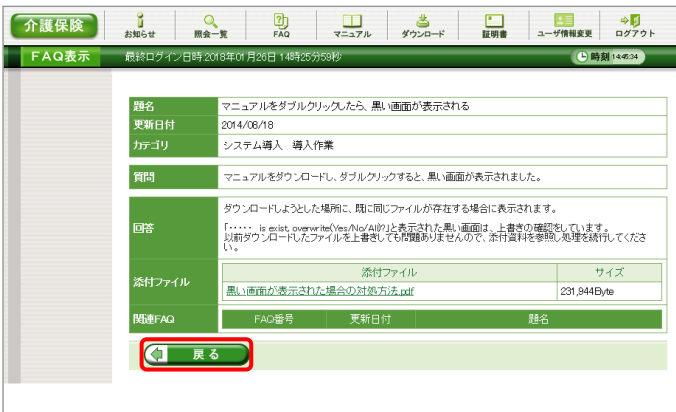 介護保険
お知らせ 照会一覧 FAQ マニュアル ダウンロード 証明書 ユーザ情報変更 ログアウト
FAQ表示 最終ログイン日時 2018年01月26日 14時25分59秒 時刻 14:45:34
題名 マニュアルをダブルクリックしたら、黒い画面が表示される
更新日付 2014/08/18
カテゴリ システム導入 導入作業
質問 マニュアルをダウンロードし、ダブルクリックすると、黒い画面が表示されました。
ダウンロードしようとした場所に、既に同じファイルが存在する場合に表示されます。
回答 「・・・・・ is exist, overwrite(Yes/No/All)?」と表示された黒い画面は、上書きの確認をしています。
以前ダウンロードしたファイルを上書きしても問題ありませんので、添付資料を参照し処理を続行してくださ
い。
添付ファイル 添付ファイル サイズ
黒い画面が表示された場合の対処方法.pdf 231,944Byte
関連FAQ FAQ番号 更新日付 題名
戻る